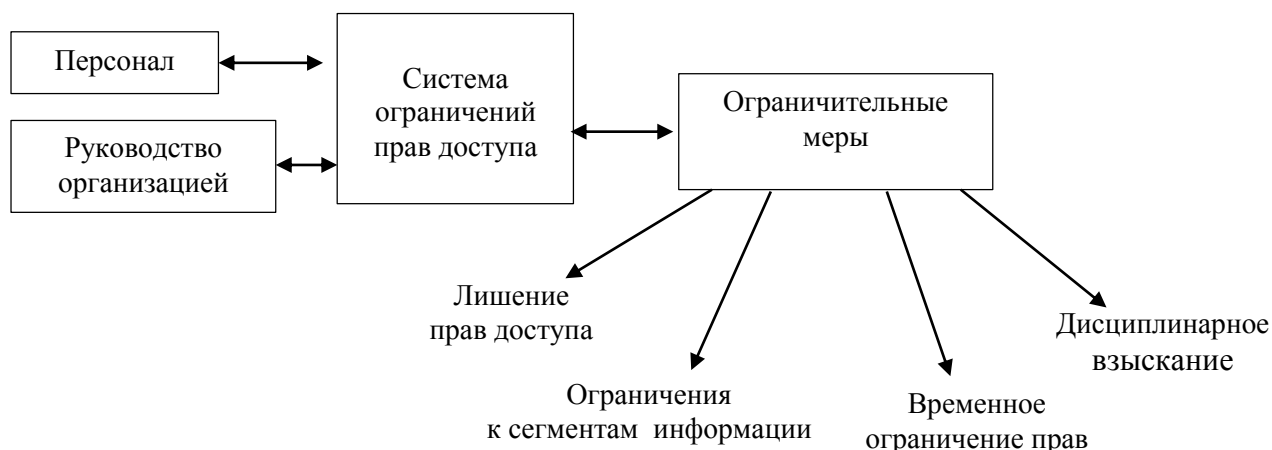 Персонал
Руководство
организацией
Система
ограничений
прав доступа
Ограничительные
меры
Лишение
прав доступа
Ограничения
к сегментам информации
Временное
ограничение прав
Дисциплинарное
взыскание